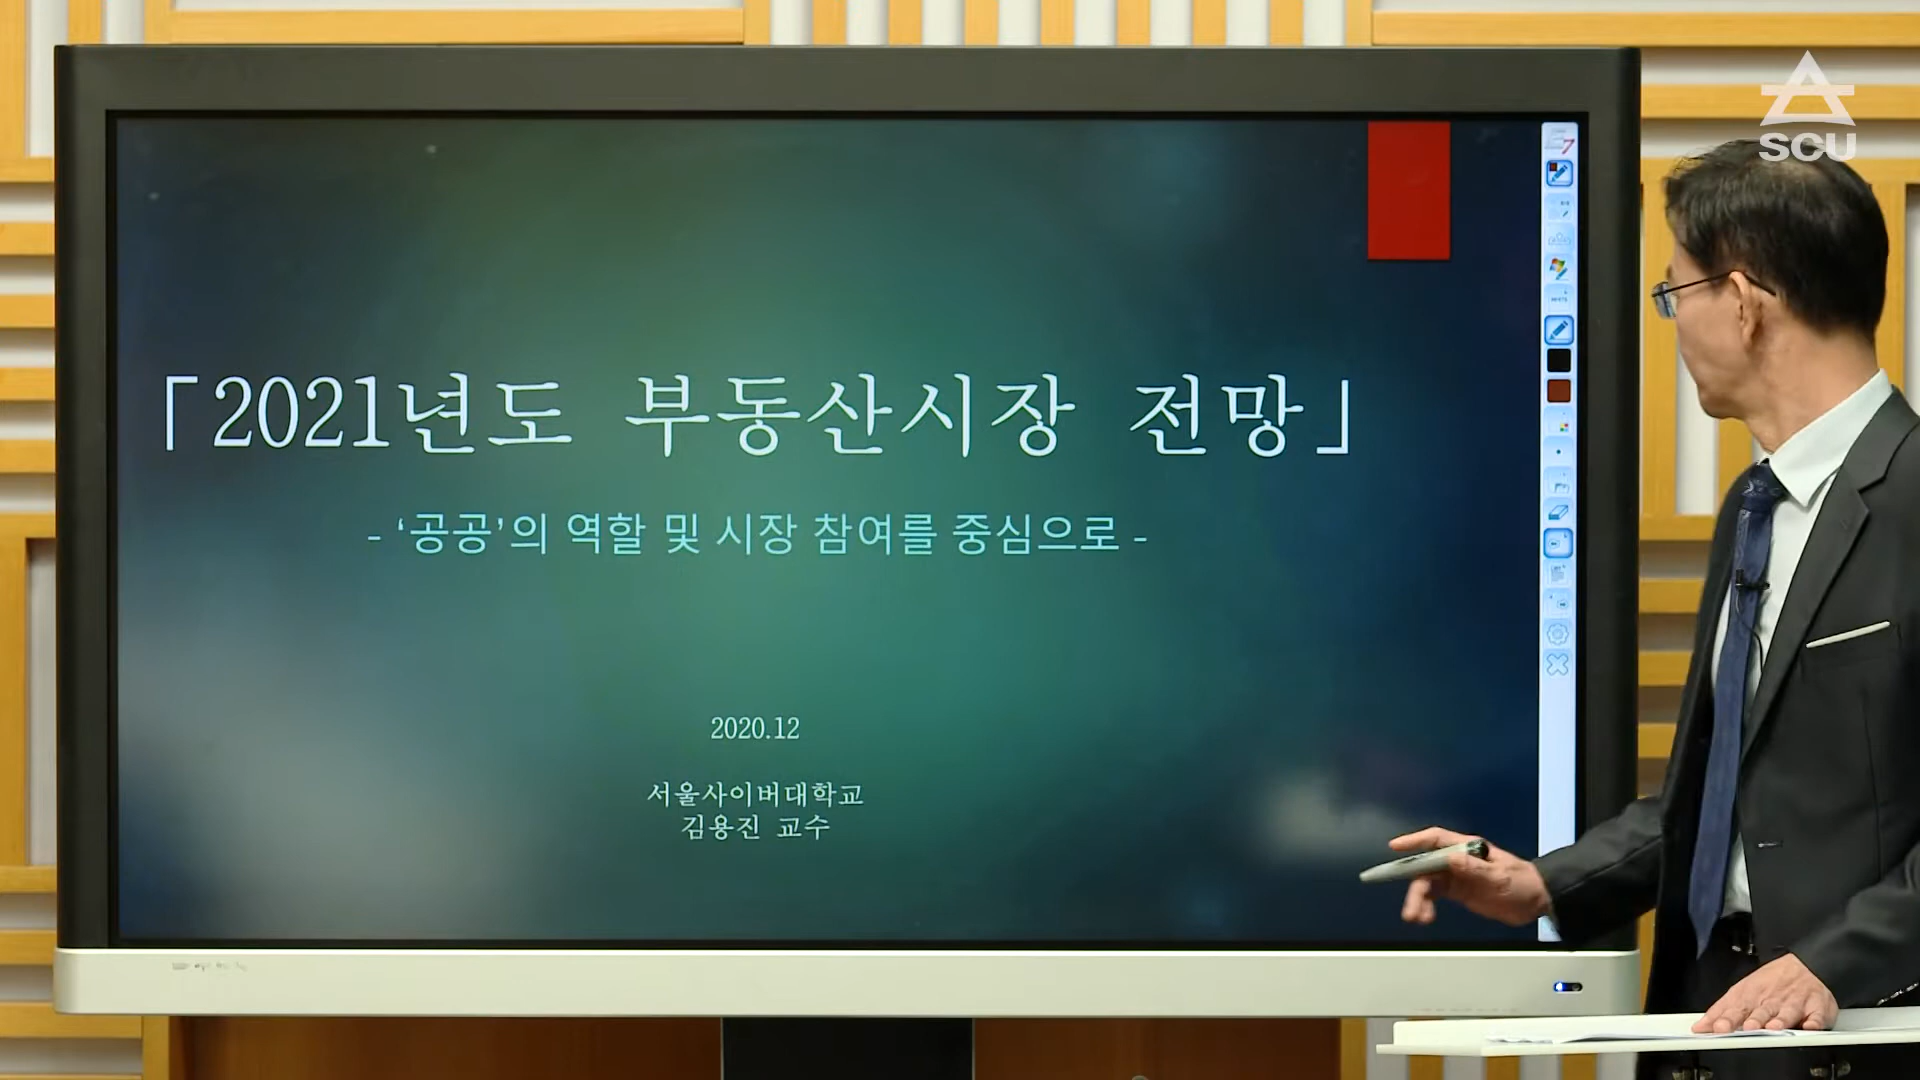 SCU
「2021년도 부동산시장 전망」
- ‘공공’의 역할 및 시장 참여를 중심으로 -
2020.12
서울사이버대학교
김용진 교수